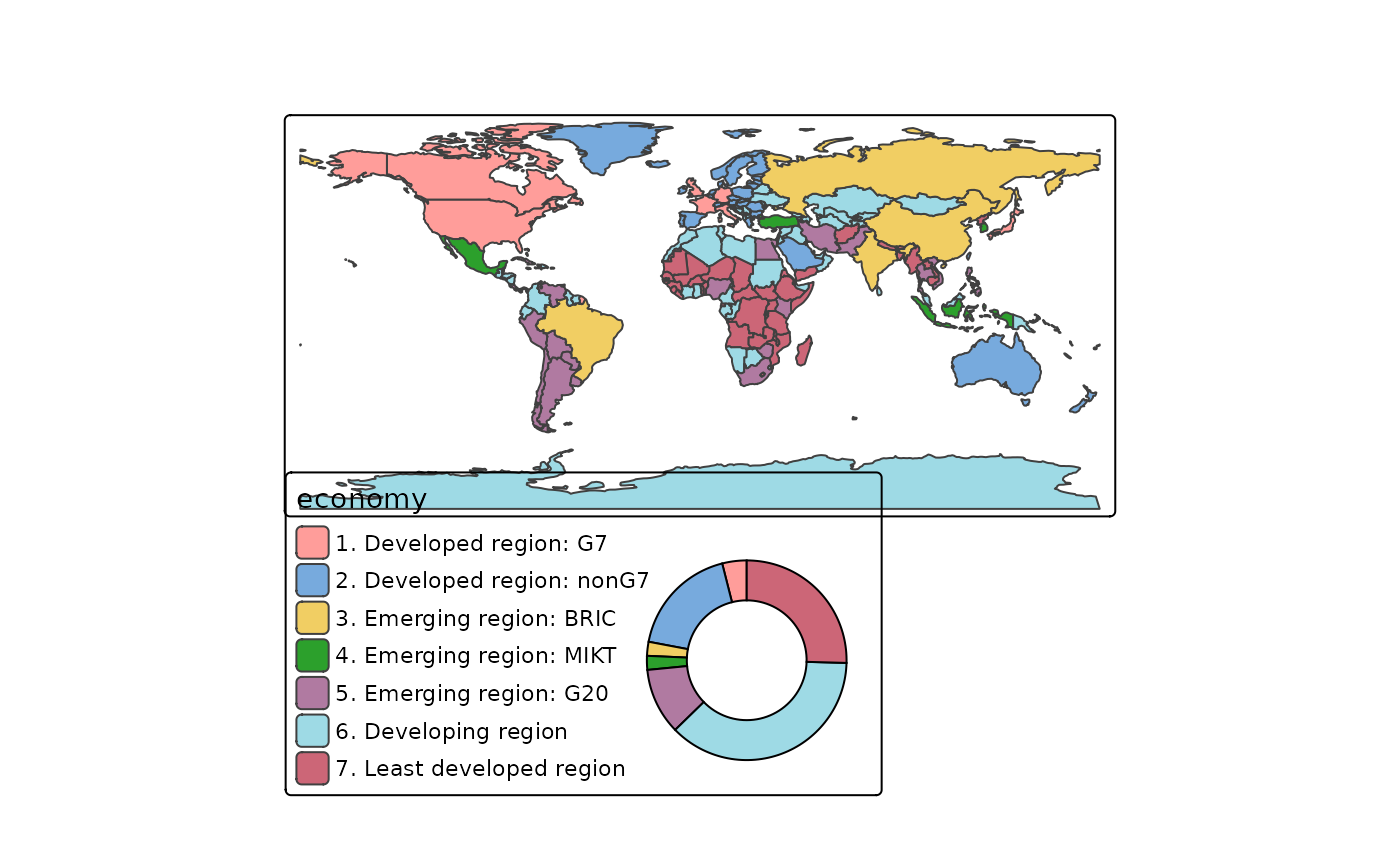 economy
1. Developed region: G7
2. Developed region: nonG7
3. Emerging region: BRIC
4. Emerging region: MIKT
5. Emerging region: G20
6. Developing region
7. Least developed region